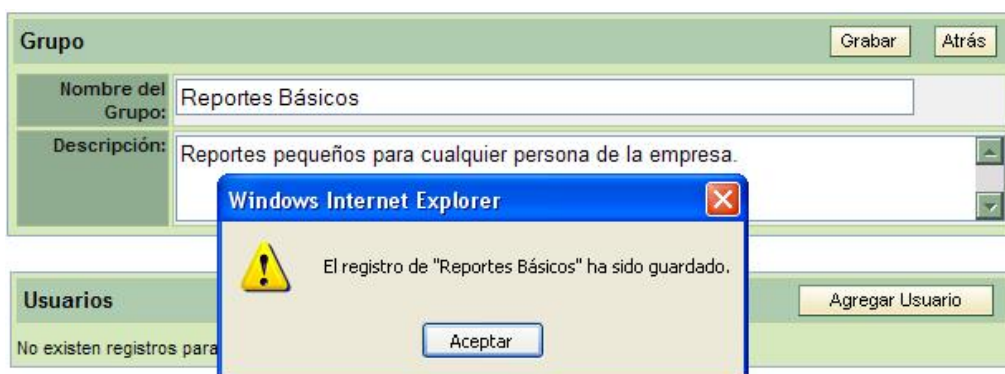 Grupo
Grabar
Atrás
Nombre del
Grupo:
Reportes Básicos
Descripción:
Reportes pequeños para cualquier persona de la empresa.
Windows Internet Explorer
El registro de "Reportes Básicos" ha sido guardado.
Aceptar
Usuarios
Agregar Usuario
No existen registros para